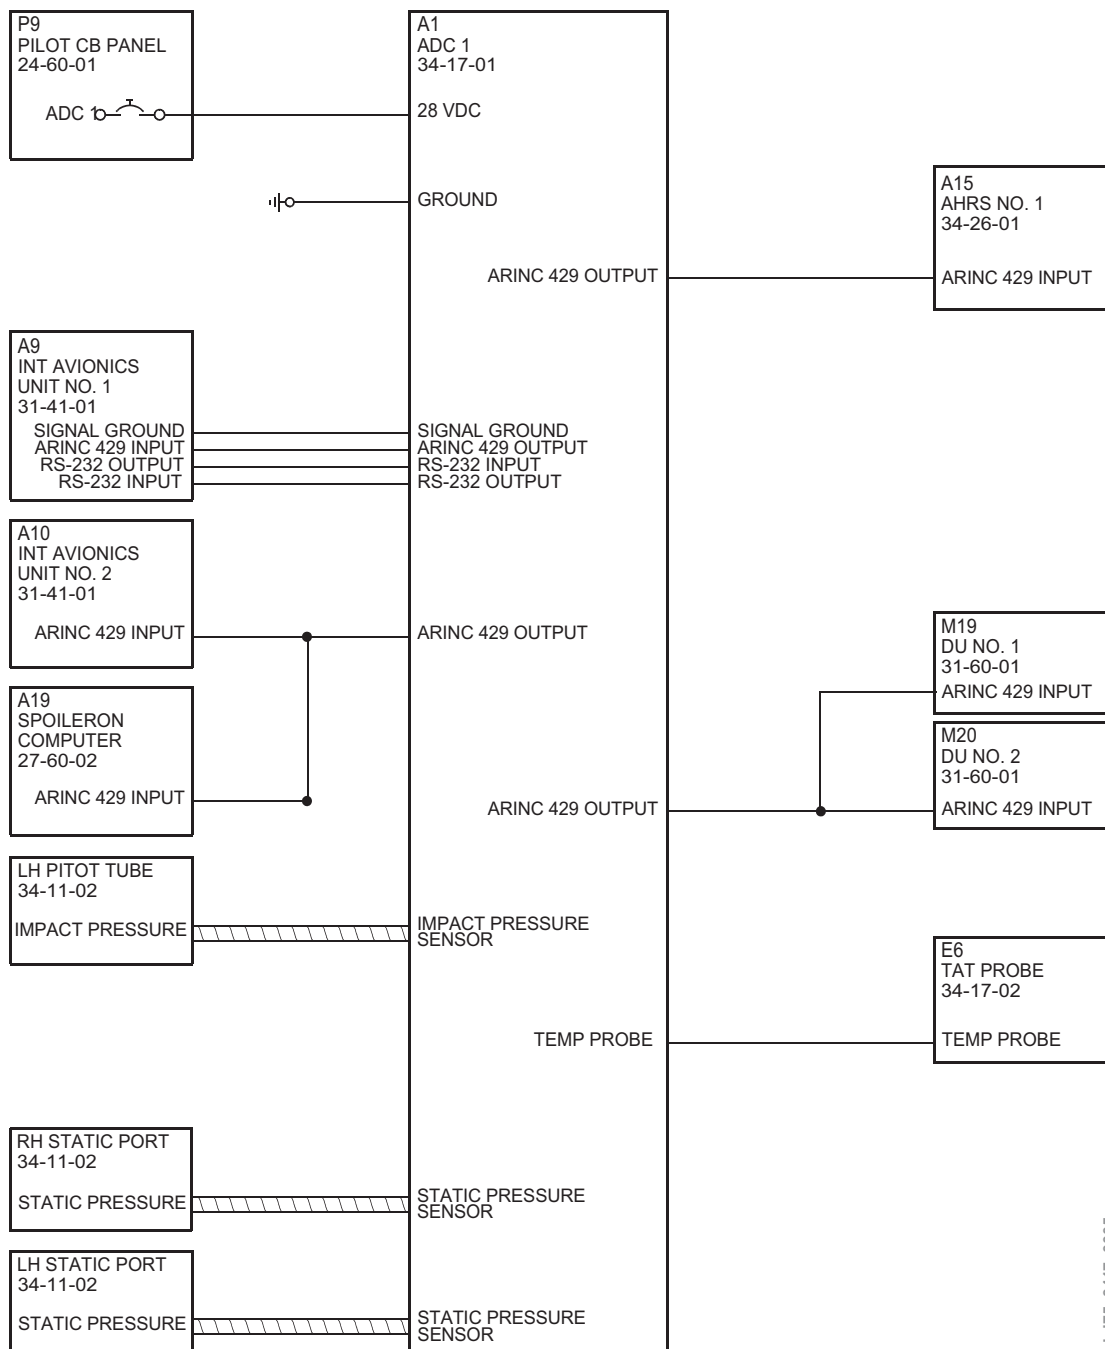 P9
PILOT CB PANEL
24-60-01
ADC 1
A1
ADC 1
34-17-01
28 VDC
GROUND
ARINC 429 OUTPUT
A15
AHRS NO. 1
34-26-01
ARINC 429 INPUT
A9
INT AVIONICS
UNIT NO. 1
31-41-01
SIGNAL GROUND
ARINC 429 INPUT
RS-232 OUTPUT
RS-232 INPUT
SIGNAL GROUND
ARINC 429 OUTPUT
RS-232 INPUT
RS-232 OUTPUT
A10
INT AVIONICS
UNIT NO. 2
31-41-01
ARINC 429 INPUT
ARINC 429 OUTPUT
A19
SPOILERON
COMPUTER
27-60-02
ARINC 429 INPUT
M19
DU NO. 1
31-60-01
ARINC 429 INPUT
M20
DU NO. 2
31-60-01
ARINC 429 INPUT
ARINC 429 OUTPUT
LH PITOT TUBE
34-11-02
IMPACT PRESSURE
IMPACT PRESSURE
SENSOR
E6
TAT PROBE
34-17-02
TEMP PROBE
TEMP PROBE
RH STATIC PORT
34-11-02
STATIC PRESSURE
STATIC PRESSURE
SENSOR
LH STATIC PORT
34-11-02
STATIC PRESSURE
STATIC PRESSURE
SENSOR